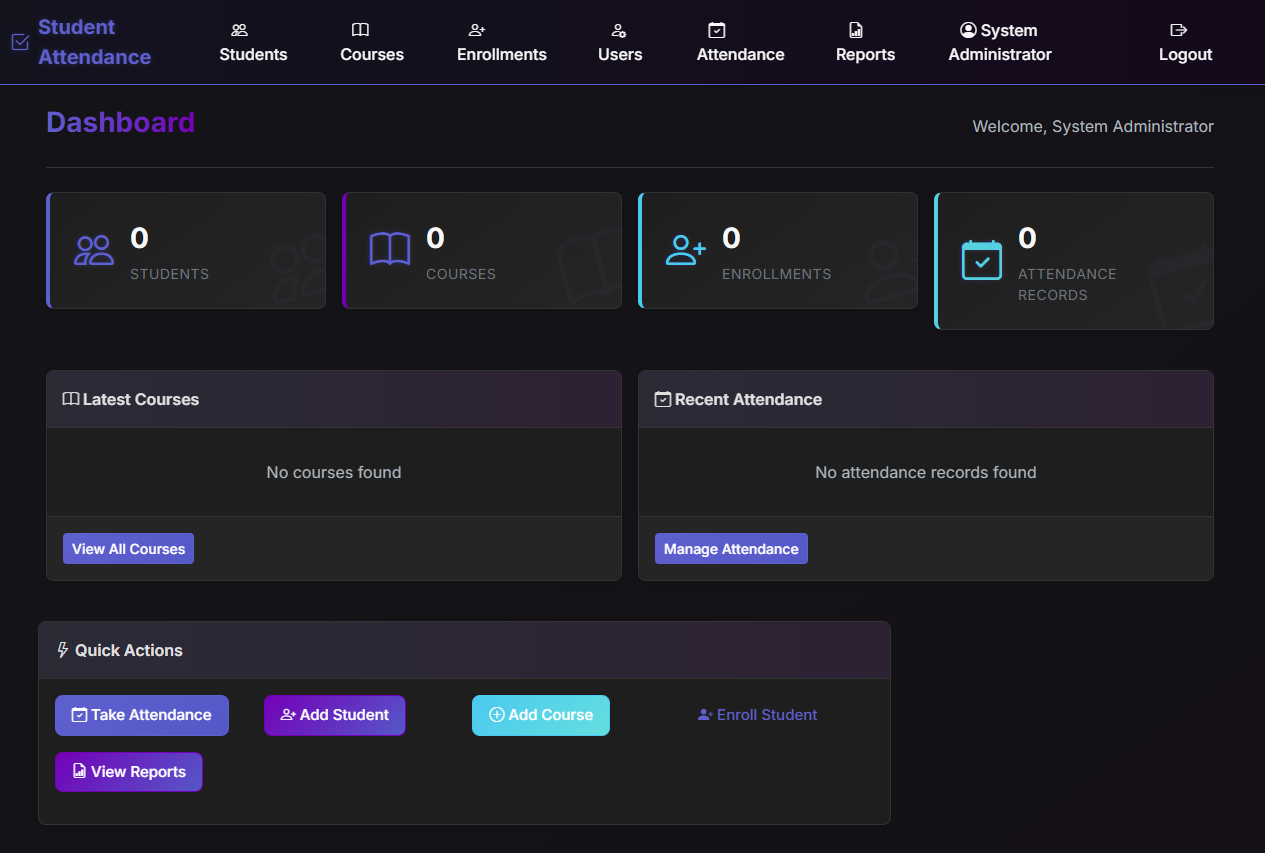 Student
Attendance
Students
Courses
Enrollments
Users
Attendance
Reports
System
Administrator
Logout
Dashboard
Welcome, System Administrator
0
STUDENTS
0
COURSES
0
ENROLLMENTS
0
ATTENDANCE
RECORDS
Latest Courses
No courses found
View All Courses
Recent Attendance
No attendance records found
Manage Attendance
Quick Actions
Take Attendance
Add Student
Add Course
Enroll Student
View Reports